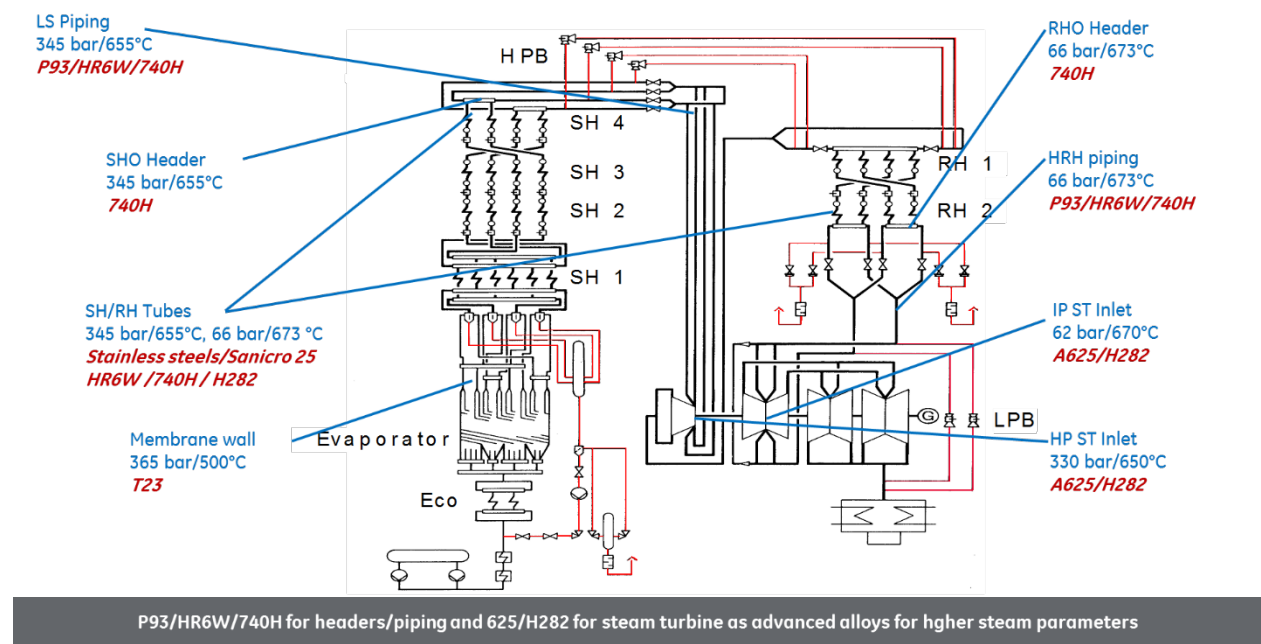 LS Piping
345 bar/655°C
P93/HR6W/740H
RHO Header
66 bar/673°C
740H
H PB
SH 4
SHO Header
345 bar/655°C
740H
SH 3
SH 2
RH 1
RH 2
HRH piping
66 bar/673°C
P93/HR6W/740H
SH 1
SH/RH Tubes
345 bar/655°C, 66 bar/673 °C
Stainless steels/Sanicro 25
HR6W /740H / H282
IP ST Inlet
62 bar/670°C
A625/H282
Membrane wall
365 bar/500°C
T23
Evaporator
G
LPB
HP ST Inlet
330 bar/650°C
A625/H282
Eco
P93/HR6W/740H for headers/piping and 625/H282 for steam turbine as advanced alloys for hgher steam parameters